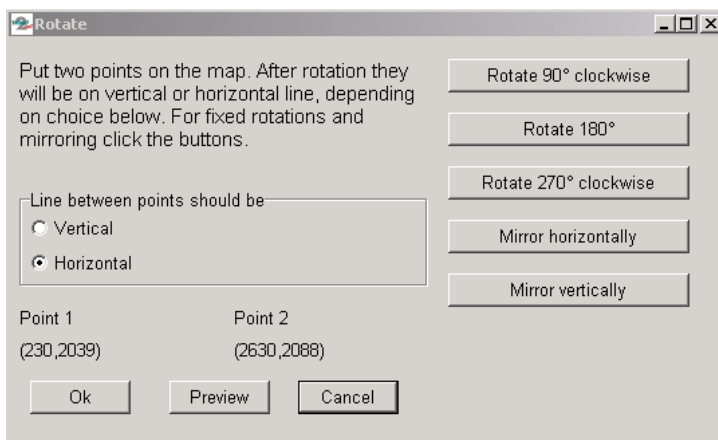 Rotate
Put two points on the map. After rotation they
will be on vertical or horizontal line, depending
on choice below. For fixed rotations and
mirroring click the buttons.
Line between points should be
Vertical
Horizontal
Point 1
Point 2
(230,2039)
(2630,2088)
Ok
Preview
Cancel
Rotate 90° clockwise
Rotate 180°
Rotate 270° clockwise
Mirror horizontally
Mirror vertically